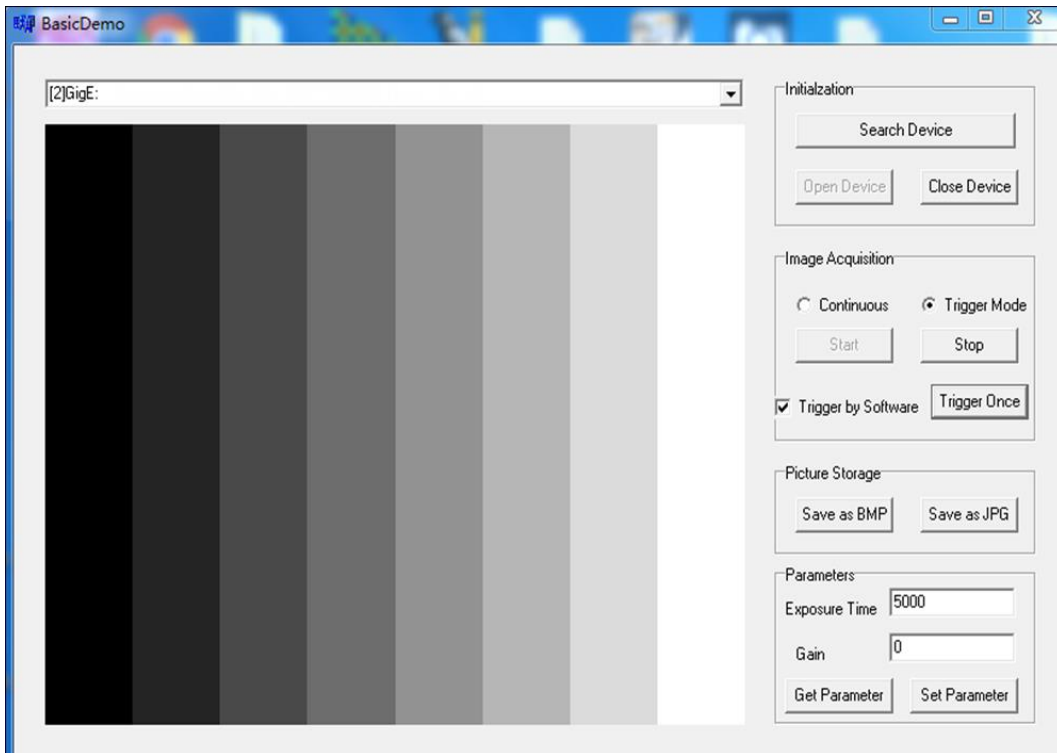 BasicDemo
[2]GigE:
Initialzation
Search Device
Open Device
Close Device
Image Acquisition
Continuous
Trigger Mode
Start
Stop
Trigger by Software
Trigger Once
Picture Storage
Save as BMP
Save as JPG
Parameters
Exposure Time
5000
Gain
0
Get Parameter
Set Parameter